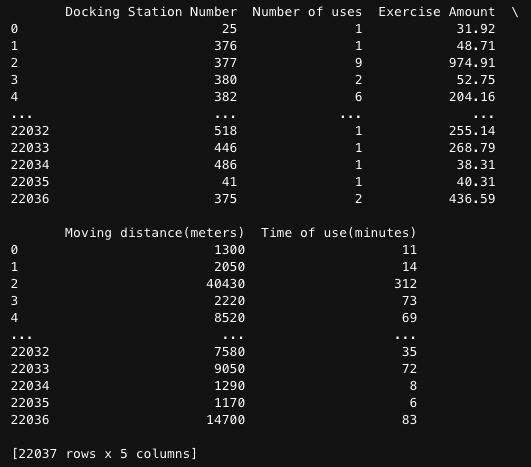 Docking Station Number  Number of uses  Exercise Amount  \
0                           25               1            31.92
1                          376               1            48.71
2                          377               9           974.91
3                          380               2            52.75
4                          382               6           204.16
...                        ...             ...              ...
22032                      518               1           255.14
22033                      446               1           268.79
22034                      486               1            38.31
22035                       41               1            40.31
22036                      375               2           436.59
Moving distance(meters)  Time of use(minutes)
0                         1300                    11
1                         2050                    14
2                        40430                   312
3                         2220                    73
4                         8520                    69
...                        ...                   ...
22032                     7580                    35
22033                     9050                    72
22034                     1290                     8
22035                     1170                     6
22036                    14700                    83
[22037 rows x 5 columns]